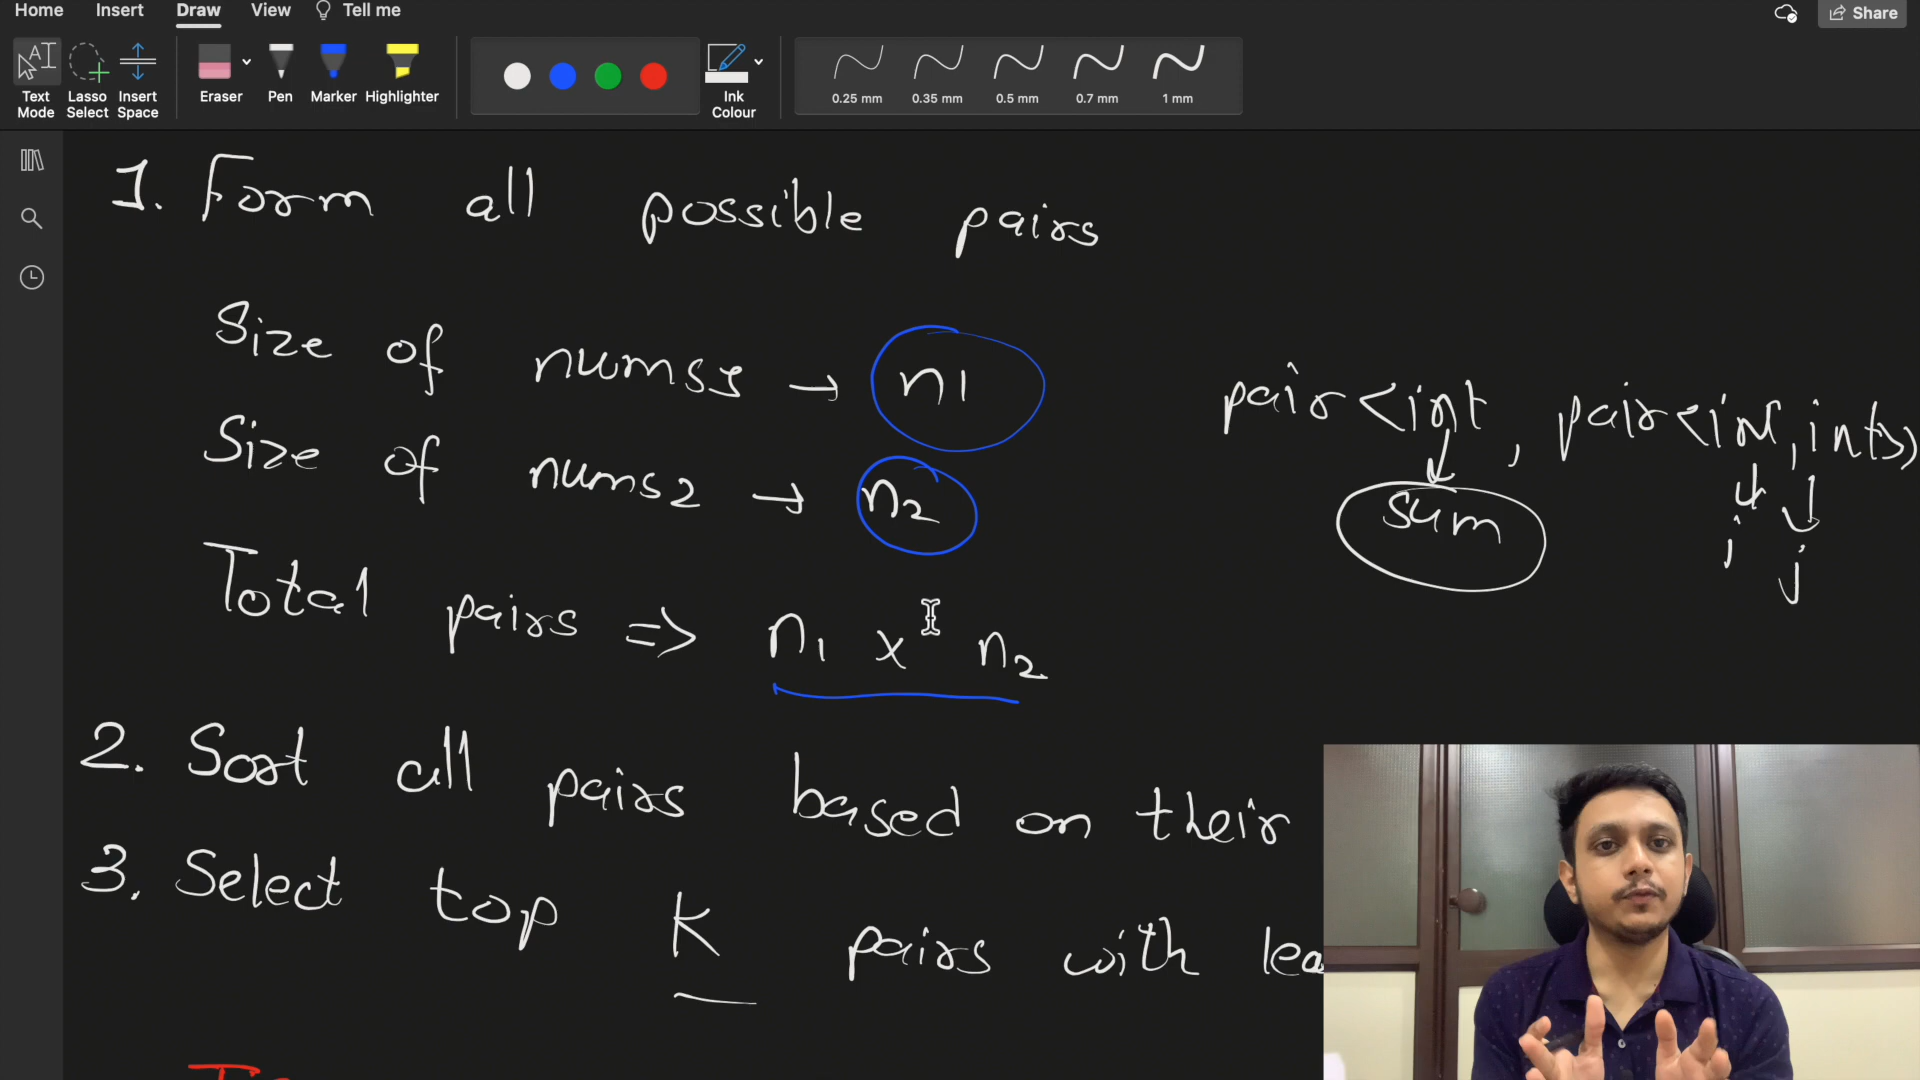 Home Insert Draw View Tell me Share
Text Mode
Lasso Select
Insert Space
Eraser
Pen
Marker
Highlighter
Ink Colour
0.25 mm 0.35 mm 0.5 mm 0.7 mm 1 mm
1. Form all possible pairs
Size of nums1 → n1
Size of nums2 → n2
Total pairs => n1 x n2
pair<int, pair<int,int>>
sum i j
2. Sort all pairs based on their
3. Select top K pairs with lea